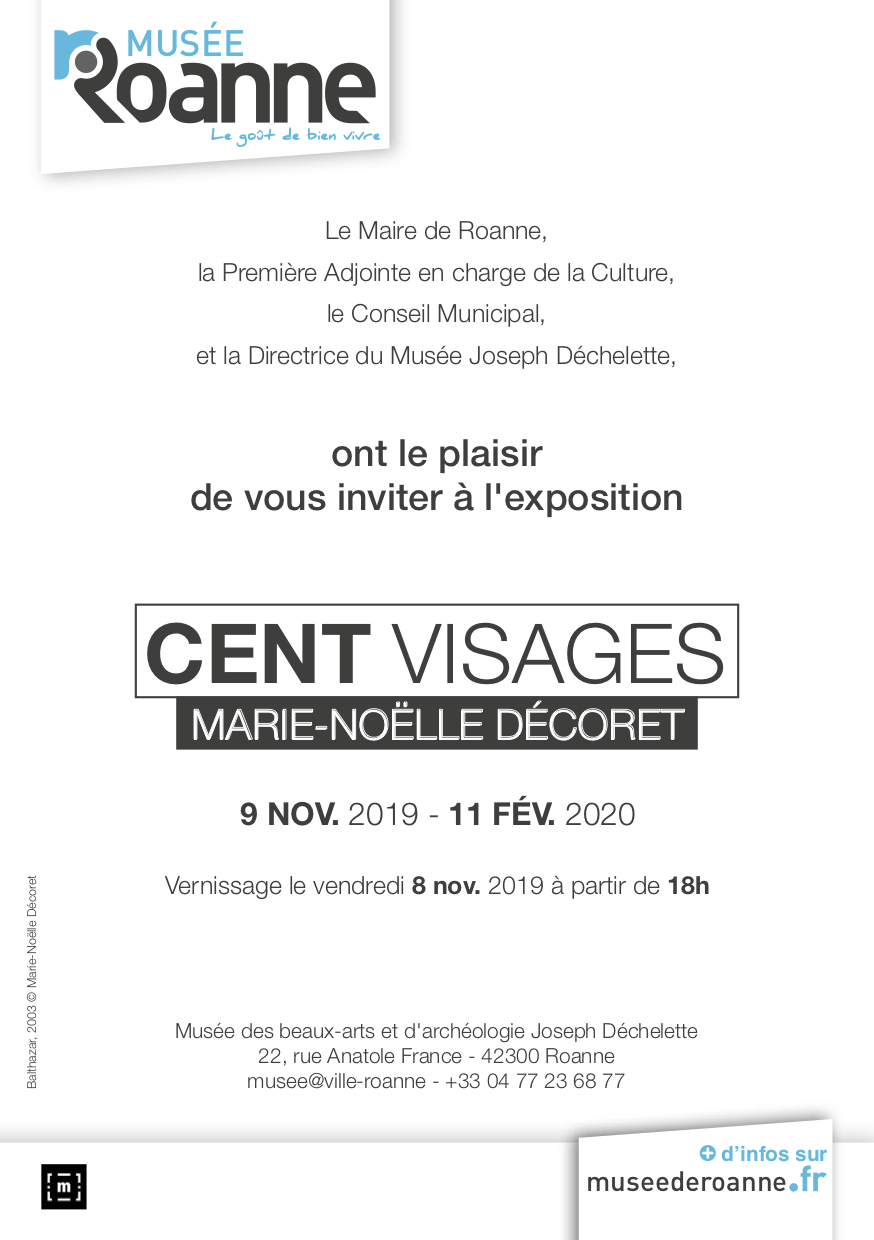 MUSÉE
Roanne
Le goût de bien vivre
Le Maire de Roanne,
la Première Adjointe en charge de la Culture,
le Conseil Municipal,
et la Directrice du Musée Joseph Déchelette,
ont le plaisir
de vous inviter à l'exposition
CENT VISAGES
MARIE-NOËLLE DÉCORET
9 NOV. 2019 - 11 FÉV. 2020
Vernissage le vendredi 8 nov. 2019 à partir de 18h
Balthazar, 2003 © Marie-Noëlle Décoret
Musée des beaux-arts et d'archéologie Joseph Déchelette
22, rue Anatole France - 42300 Roanne
musee@ville-roanne - +33 04 77 23 68 77
+ d'infos sur
museederoanne.fr
[m]